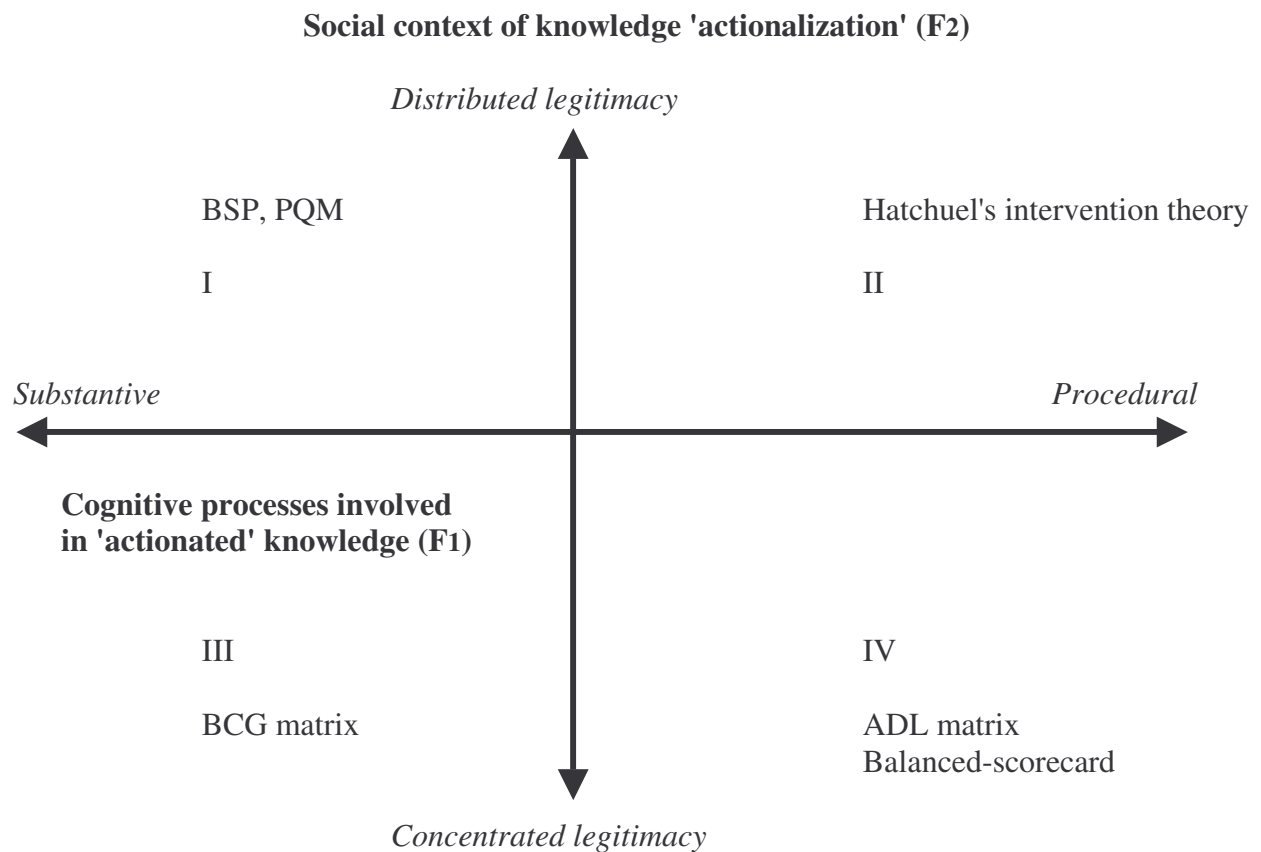 Social context of knowledge 'actionalization' (F2)
Distributed legitimacy
BSP, PQM
Hatchuel's intervention theory
I
II
Substantive
Procedural
Cognitive processes involved
in 'actionated' knowledge (F1)
III
IV
BCG matrix
ADL matrix
Balanced-scorecard
Concentrated legitimacy